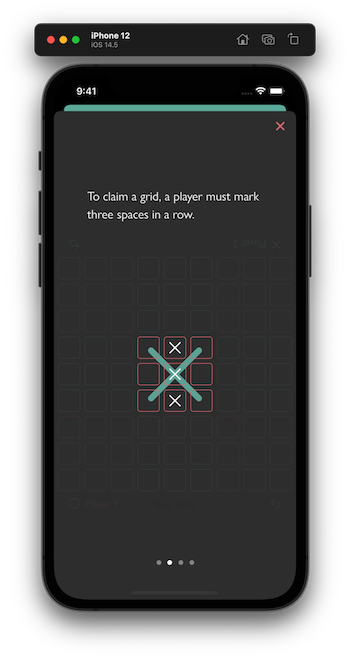 iPhone 12
iOS 14.5
9:41
To claim a grid, a player must mark
three spaces in a row.